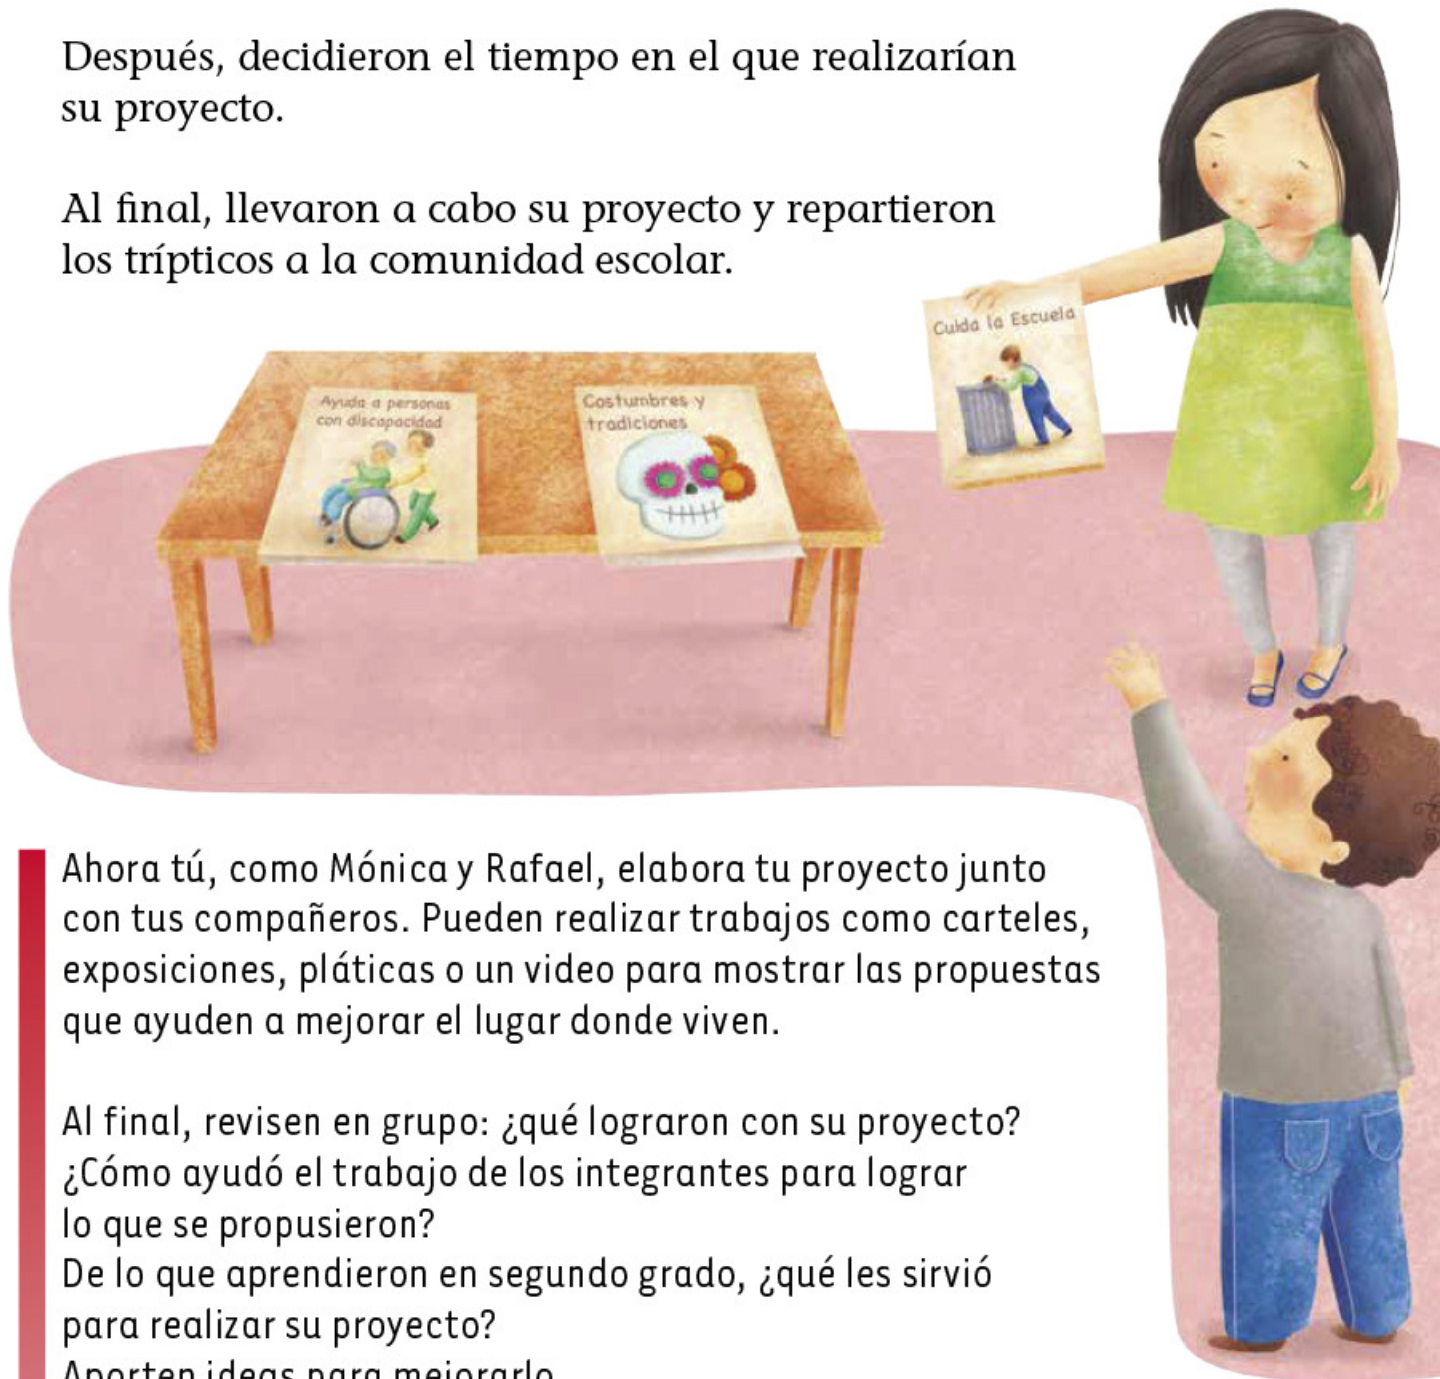 Después, decidieron el tiempo en el que realizarían
su proyecto.
Al final, llevaron a cabo su proyecto y repartieron
los trípticos a la comunidad escolar.
Cuida la Escuela
Ayuda a personas
con discapacidad
Costumbres y
tradiciones
Ahora tú, como Mónica y Rafael, elabora tu proyecto junto
con tus compañeros. Pueden realizar trabajos como carteles,
exposiciones, pláticas o un video para mostrar las propuestas
que ayuden a mejorar el lugar donde viven.
Al final, revisen en grupo: ¿qué lograron con su proyecto?
¿Cómo ayudó el trabajo de los integrantes para lograr
lo que se propusieron?
De lo que aprendieron en segundo grado, ¿qué les sirvió
para realizar su proyecto?
Aporten ideas para mejorarlo.